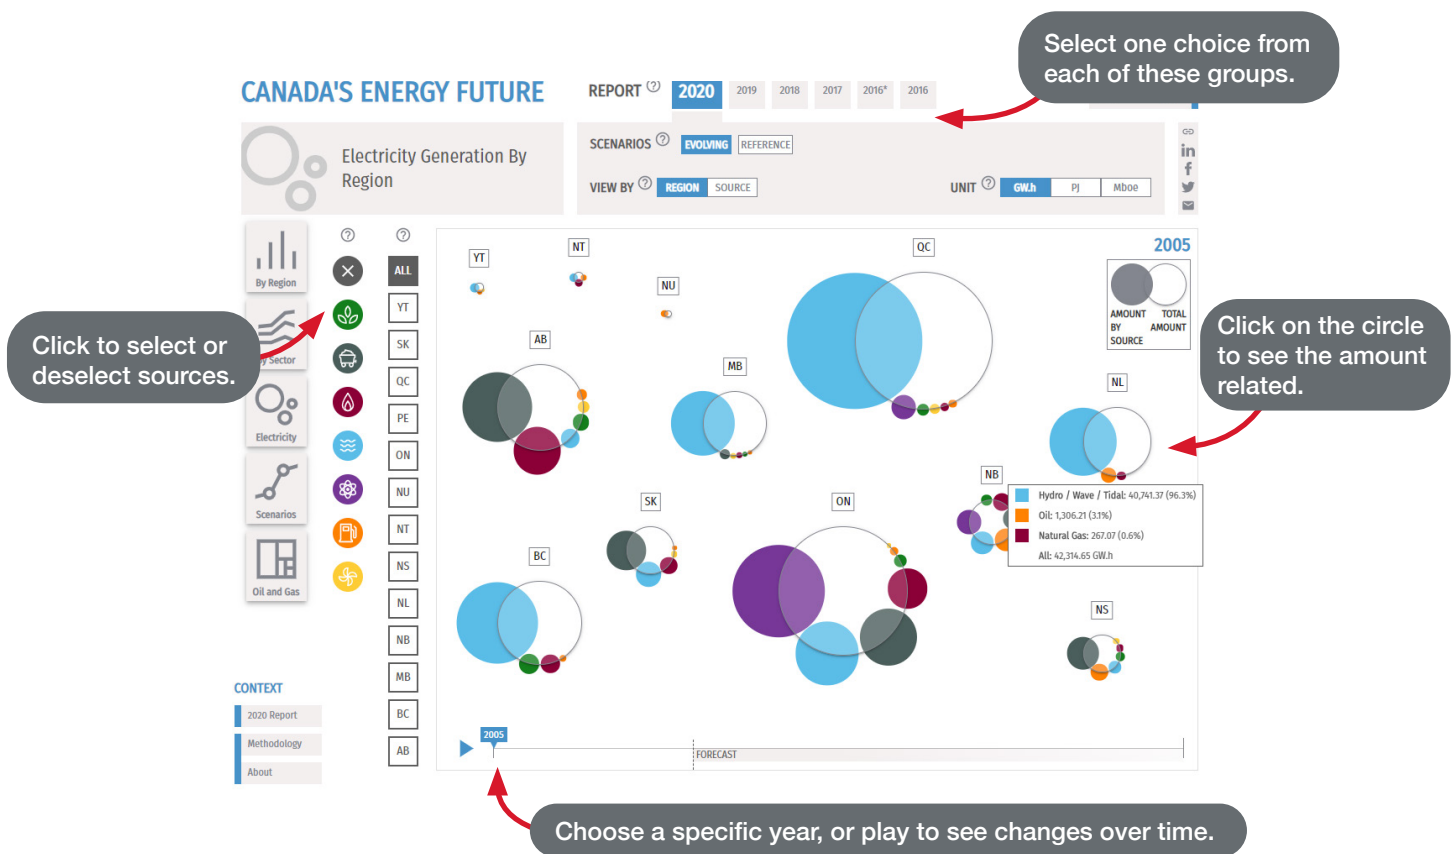 Select one choice from
each of these groups.
CANADA'S ENERGY FUTURE
REPORT ? 2020 2019 2018 2017 2016* 2016
Electricity Generation By
Region
SCENARIOS ? EVOLVING REFERENCE
VIEW BY ? REGION SOURCE
UNIT ? GW.h PJ Mboe
in
f
By Region
By Sector
Electricity
Scenarios
Oil and Gas
Click to select or
deselect sources.
?
?
ALL
YT
SK
QC
PE
ON
NU
NT
NS
NL
NB
MB
BC
AB
2005
AMOUNT TOTAL
BY AMOUNT
SOURCE
YT
NT
NU
QC
AB
MB
NL
SK
NB
BC
ON
NS
Click on the circle
to see the amount
related.
Hydro / Wave / Tidal: 40,741.37 (96.3%)
Oil: 1,306.21 (3.1%)
Natural Gas: 267.07 (0.6%)
All: 42,314.65 GW.h
CONTEXT
2020 Report
Methodology
About
2005
FORECAST
Choose a specific year, or play to see changes over time.